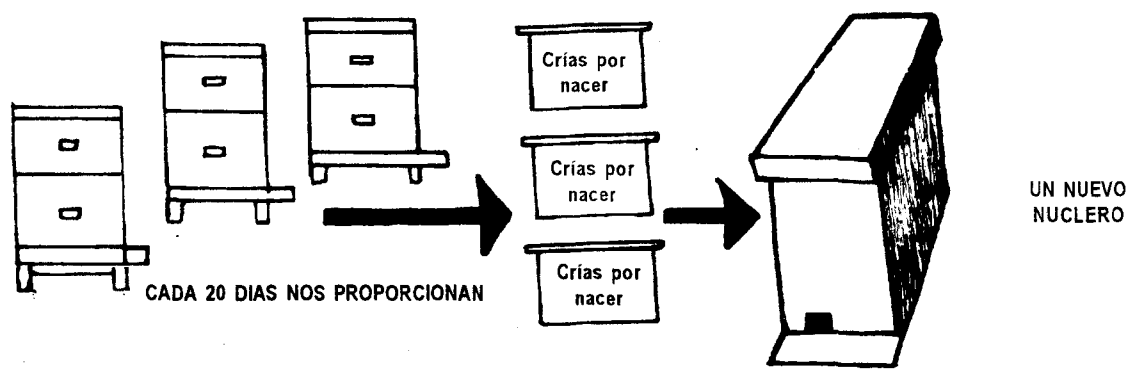 Crías por
nacer
Crías por
nacer
Crías por
nacer
CADA 20 DIAS NOS PROPORCIONAN
UN NUEVO
NUCLERO